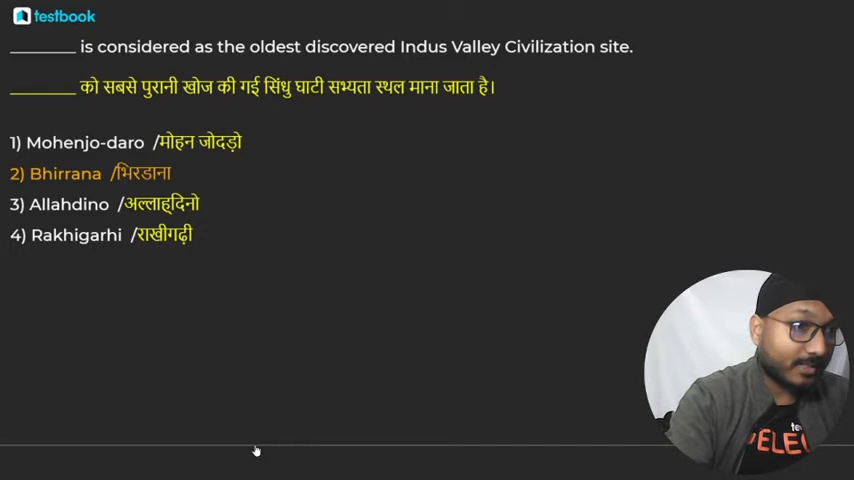 testbook
________ is considered as the oldest discovered Indus Valley Civilization site.
________ को सबसे पुरानी खोज की गई सिंधु घाटी सभ्यता स्थल माना जाता है।
1) Mohenjo-daro /मोहन जोदड़ो
2) Bhirrana /भिरडाना
3) Allahdino /अल्लाह्दिनो
4) Rakhigarhi /राखीगढ़ी